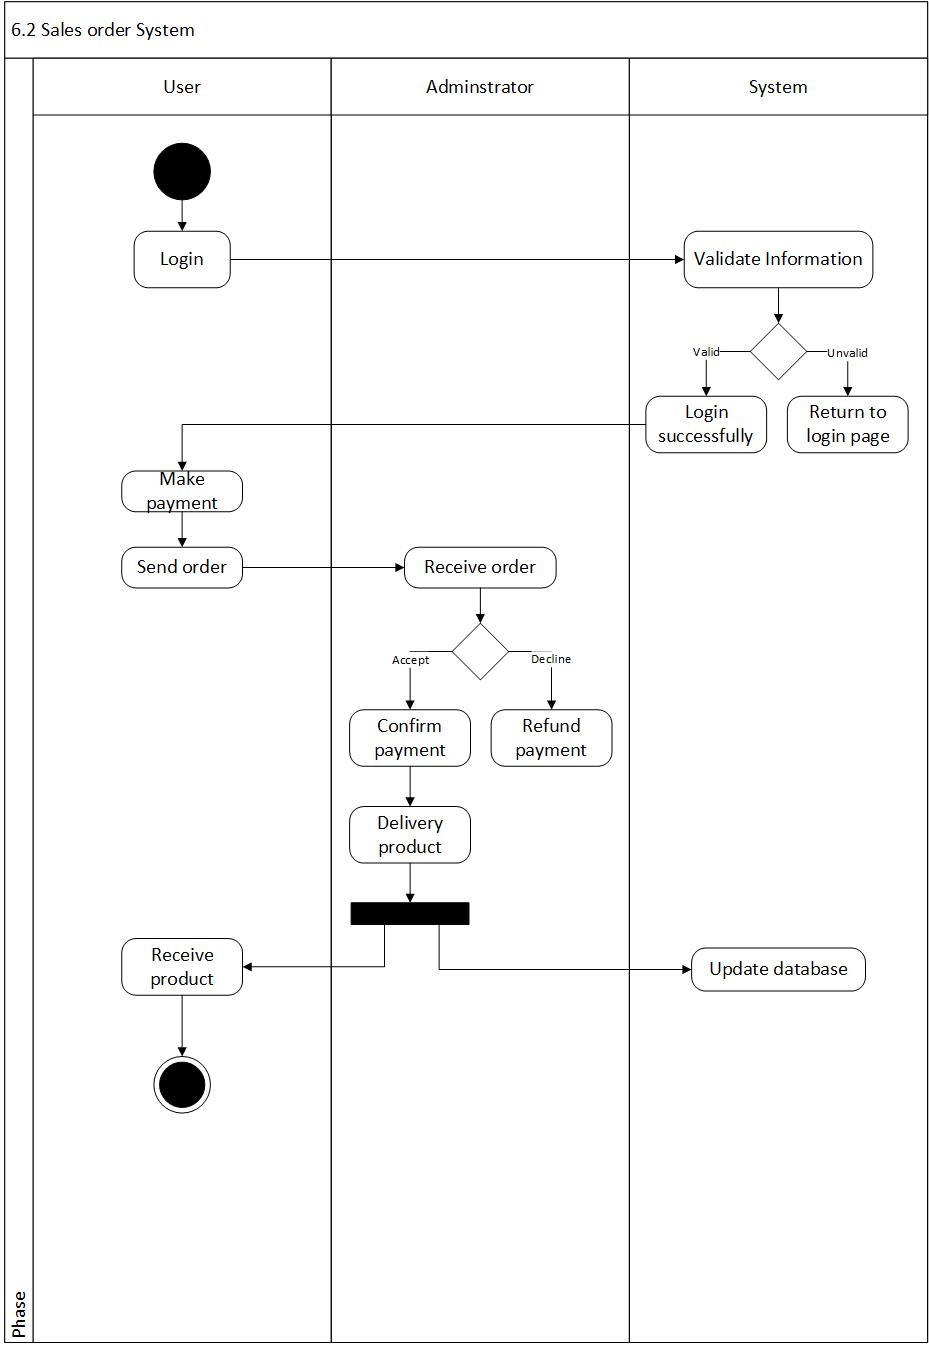 6.2 Sales order System
User
Adminstrator
System
Login
Validate Information
Valid
Unvalid
Login
successfully
Return to
login page
Make
payment
Send order
Receive order
Accept
Decline
Confirm
payment
Refund
payment
Delivery
product
Receive
product
Update database
Phase